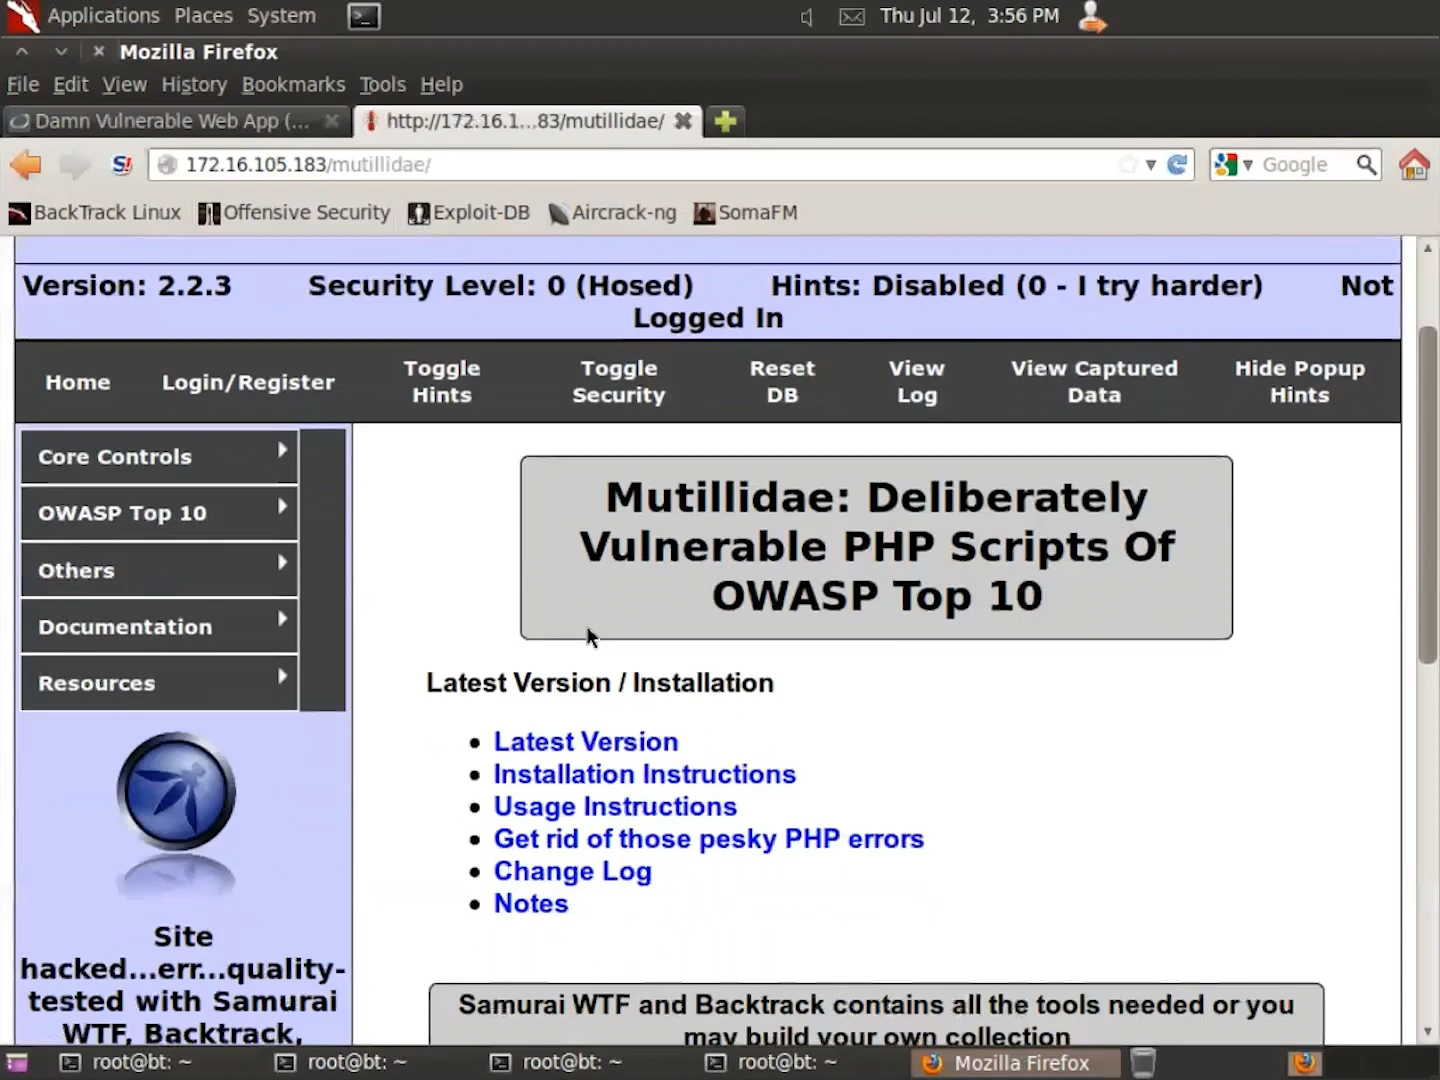 Applications Places System
Thu Jul 12, 3:56 PM
Mozilla Firefox
File Edit View History Bookmarks Tools Help
Damn Vulnerable Web App (...
http://172.16.1...83/mutillidae/
172.16.105.183/mutillidae/
Google
BackTrack Linux Offensive Security Exploit-DB Aircrack-ng SomaFM
Version: 2.2.3 Security Level: 0 (Hosed) Hints: Disabled (0 - I try harder) Not
Logged In
Home Login/Register Toggle Hints Toggle Security Reset DB View Log View Captured Data Hide Popup Hints
Core Controls
OWASP Top 10
Others
Documentation
Resources
Site
hacked...err...quality-
tested with Samurai
WTF, Backtrack,
Mutillidae: Deliberately
Vulnerable PHP Scripts Of
OWASP Top 10
Latest Version / Installation
Latest Version
Installation Instructions
Usage Instructions
Get rid of those pesky PHP errors
Change Log
Notes
Samurai WTF and Backtrack contains all the tools needed or you
may build your own collection
root@bt: ~ root@bt: ~ root@bt: ~ root@bt: ~ Mozilla Firefox